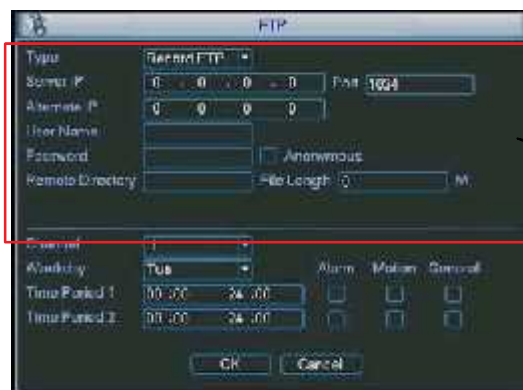 FTP
Type Record FTP
Server IP 0 . 0 . 0 . 0 Port 1024
Alternate IP 0 0 0 0
User Name
Password Anonymous
Remote Directory File Length 0 M
Channel 1
Weekday Tue Alarm Motion General
Time Period 1 00 :00 24 :00
Time Period 2 00 :00 24 :00
OK Cancel